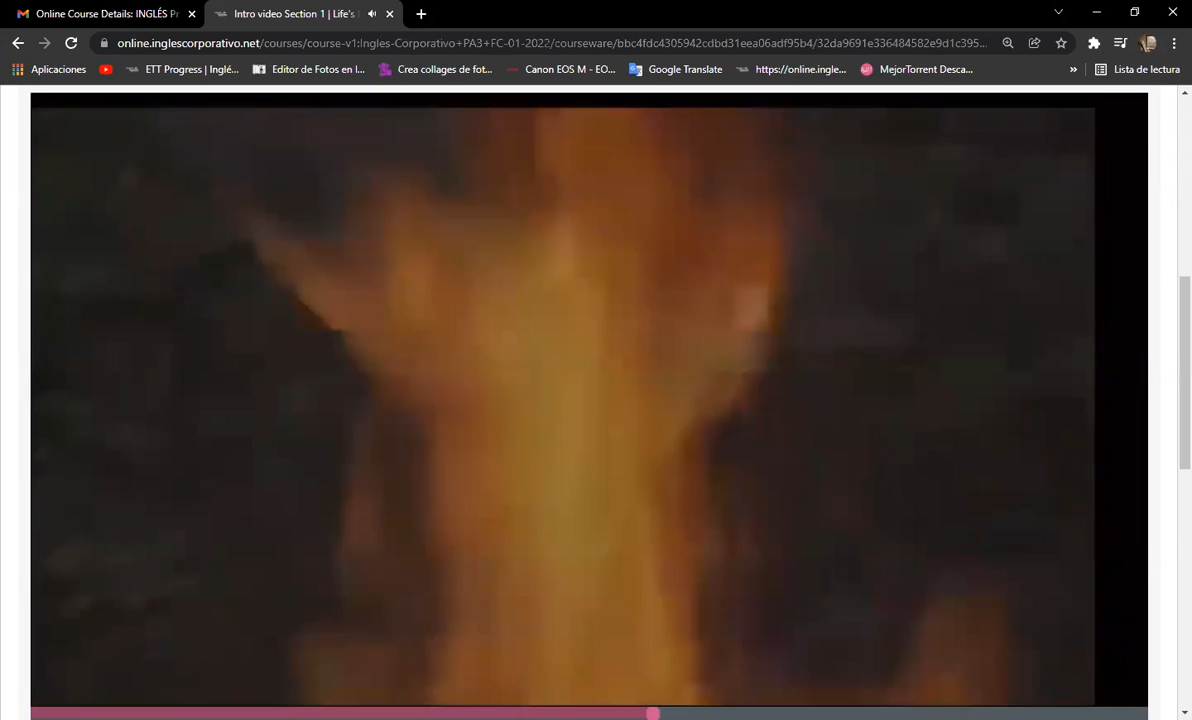 Online Course Details: INGLÉS Pr
Intro video Section 1 | Life's
online.inglescorporativo.net/courses/course-v1:Ingles-Corporativo+PA3+FC-01-2022/courseware/bbc4fdc4305942cdbd31eea06adf95b4/32da9691e336484582e9d1c395...
Aplicaciones
ETT Progress | Inglé...
Editor de Fotos en l...
Crea collages de fot...
Canon EOS M - EO...
Google Translate
https://online.ingle...
MejorTorrent Desca...
»
Lista de lectura